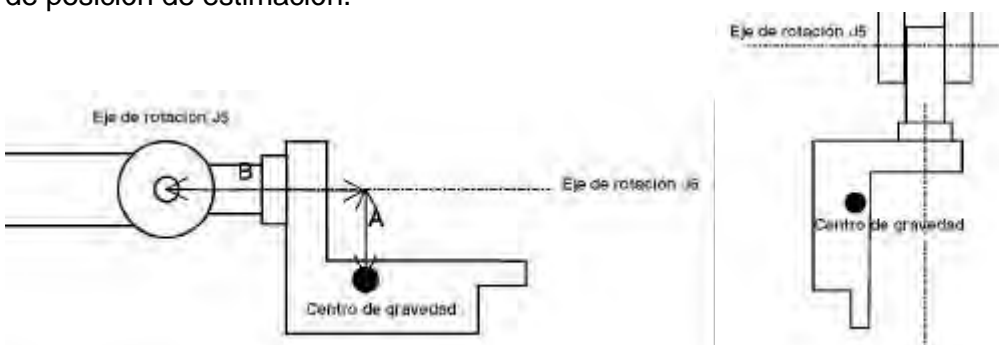 de posición de estimación.
Eje de rotación J5
Eje de rotación J5
B
Eje de rotación J6
A
Centro de gravedad
Centro de gravedad